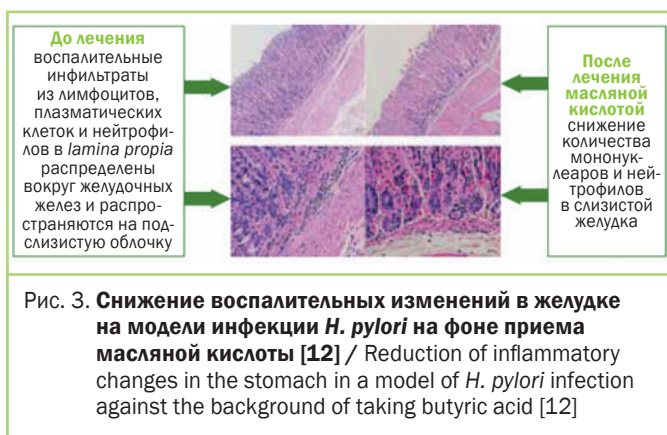 До лечения
воспалительные
инфильтраты
из лимфоцитов,
плазматических
клеток и нейтрофи-
лов в lamina propia
распределены
вокруг желудочных
желез и распро-
страняются на под-
слизистую облочку
После
лечения
масляной
кислотой
снижение
количества
мононук-
леаров и ней-
трофилов
в слизистой
желудка
Рис. 3. Снижение воспалительных изменений в желудке
на модели инфекции H. pylori на фоне приема
масляной кислоты [12] / Reduction of inflammatory
changes in the stomach in a model of H. pylori infection
against the background of taking butyric acid [12]